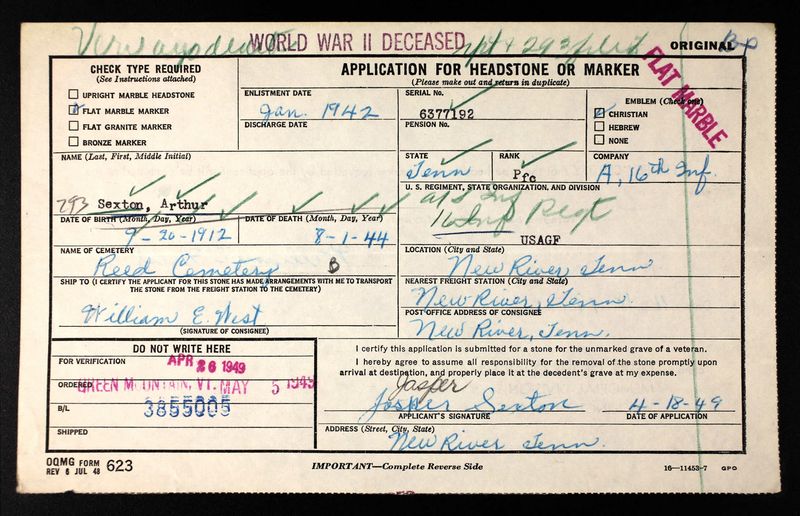 WORLD WAR II DECEASED
ORIGINAL
CHECK TYPE REQUIRED
(See Instructions attached)
UPRIGHT MARBLE HEADSTONE
FLAT MARBLE MARKER
FLAT GRANITE MARKER
BRONZE MARKER
APPLICATION FOR HEADSTONE OR MARKER
(Please make out and return in duplicate)
ENLISTMENT DATE
Jan. 1942
DISCHARGE DATE
SERIAL No.
6377192
PENSION No.
EMBLEM (Check one)
CHRISTIAN
HEBREW
NONE
FLAT MARBLE
NAME (Last, First, Middle Initial)
293 Sexton, Arthur
STATE
Tenn
RANK
Pfc
COMPANY
A, 16th Inf.
U. S. REGIMENT, STATE ORGANIZATION, AND DIVISION
16 Inf Regt
USAGF
DATE OF BIRTH (Month, Day, Year)
9-20-1912
DATE OF DEATH (Month, Day, Year)
8-1-44
NAME OF CEMETERY
Reed Cemetery
B
LOCATION (City and State)
New River Tenn
SHIP TO (I CERTIFY THE APPLICANT FOR THIS STONE HAS MADE ARRANGEMENTS WITH ME TO TRANSPORT
THE STONE FROM THE FREIGHT STATION TO THE CEMETERY)
William E. West
(SIGNATURE OF CONSIGNEE)
NEAREST FREIGHT STATION (City and State)
New River, Tenn.
POST OFFICE ADDRESS OF CONSIGNEE
New River, Tenn.
DO NOT WRITE HERE
FOR VERIFICATION
APR 26 1949
ORDERED
GREEN MOUNTAIN, VT. MAY 5 1949
B/L
3855005
SHIPPED
I certify this application is submitted for a stone for the unmarked grave of a veteran.
I hereby agree to assume all responsibility for the removal of the stone promptly upon
arrival at destination, and properly place it at the decedent's grave at my expense.
Jasper
Jasper Sexton
4-18-49
APPLICANT'S SIGNATURE
DATE OF APPLICATION
ADDRESS (Street, City, State)
New River Tenn.
OQMG FORM
REV 6 JUL 48
623
IMPORTANT—Complete Reverse Side
16—11453-7 GPO